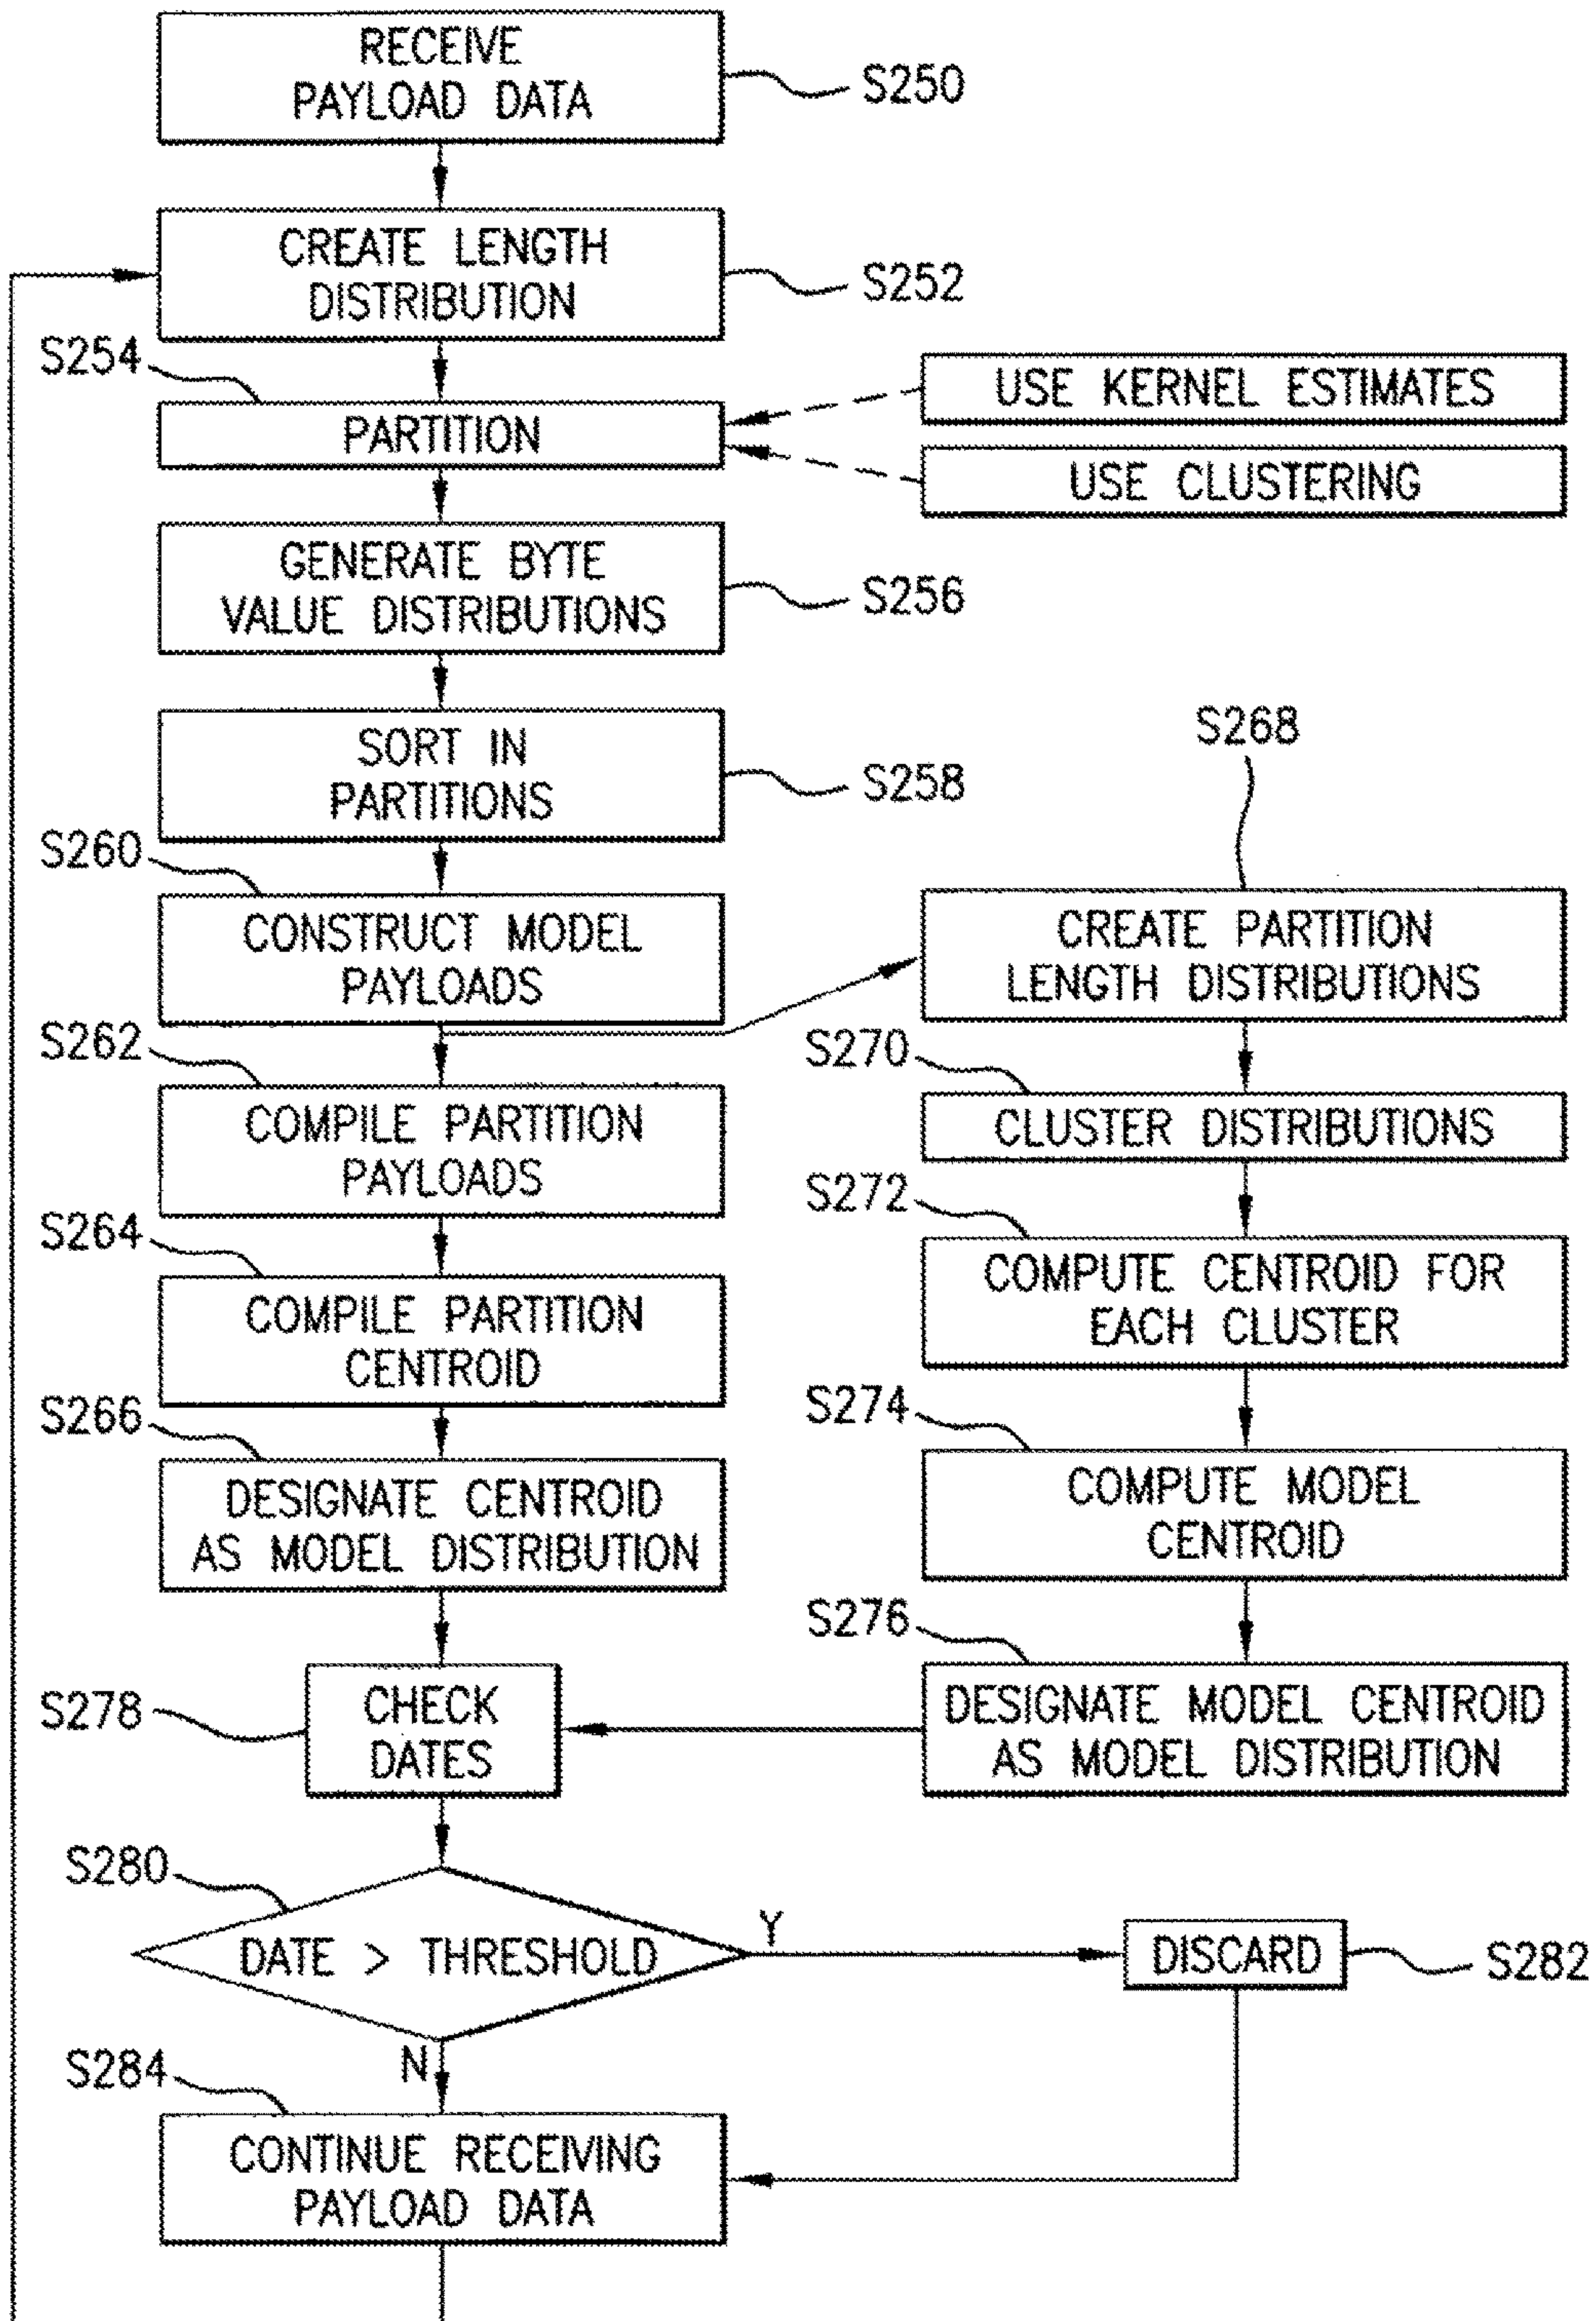 RECEIVE
PAYLOAD DATA
S250
CREATE LENGTH
DISTRIBUTION
S252
S254
PARTITION
USE KERNEL ESTIMATES
USE CLUSTERING
GENERATE BYTE
VALUE DISTRIBUTIONS
S256
SORT IN
PARTITIONS
S258
S260
CONSTRUCT MODEL
PAYLOADS
S262
COMPILE PARTITION
PAYLOADS
S264
COMPILE PARTITION
CENTROID
S266
DESIGNATE CENTROID
AS MODEL DISTRIBUTION
S268
CREATE PARTITION
LENGTH DISTRIBUTIONS
S270
CLUSTER DISTRIBUTIONS
S272
COMPUTE CENTROID FOR
EACH CLUSTER
S274
COMPUTE MODEL
CENTROID
S276
DESIGNATE MODEL CENTROID
AS MODEL DISTRIBUTION
S278
CHECK
DATES
S280
DATE > THRESHOLD
Y
DISCARD
S282
N
S284
CONTINUE RECEIVING
PAYLOAD DATA